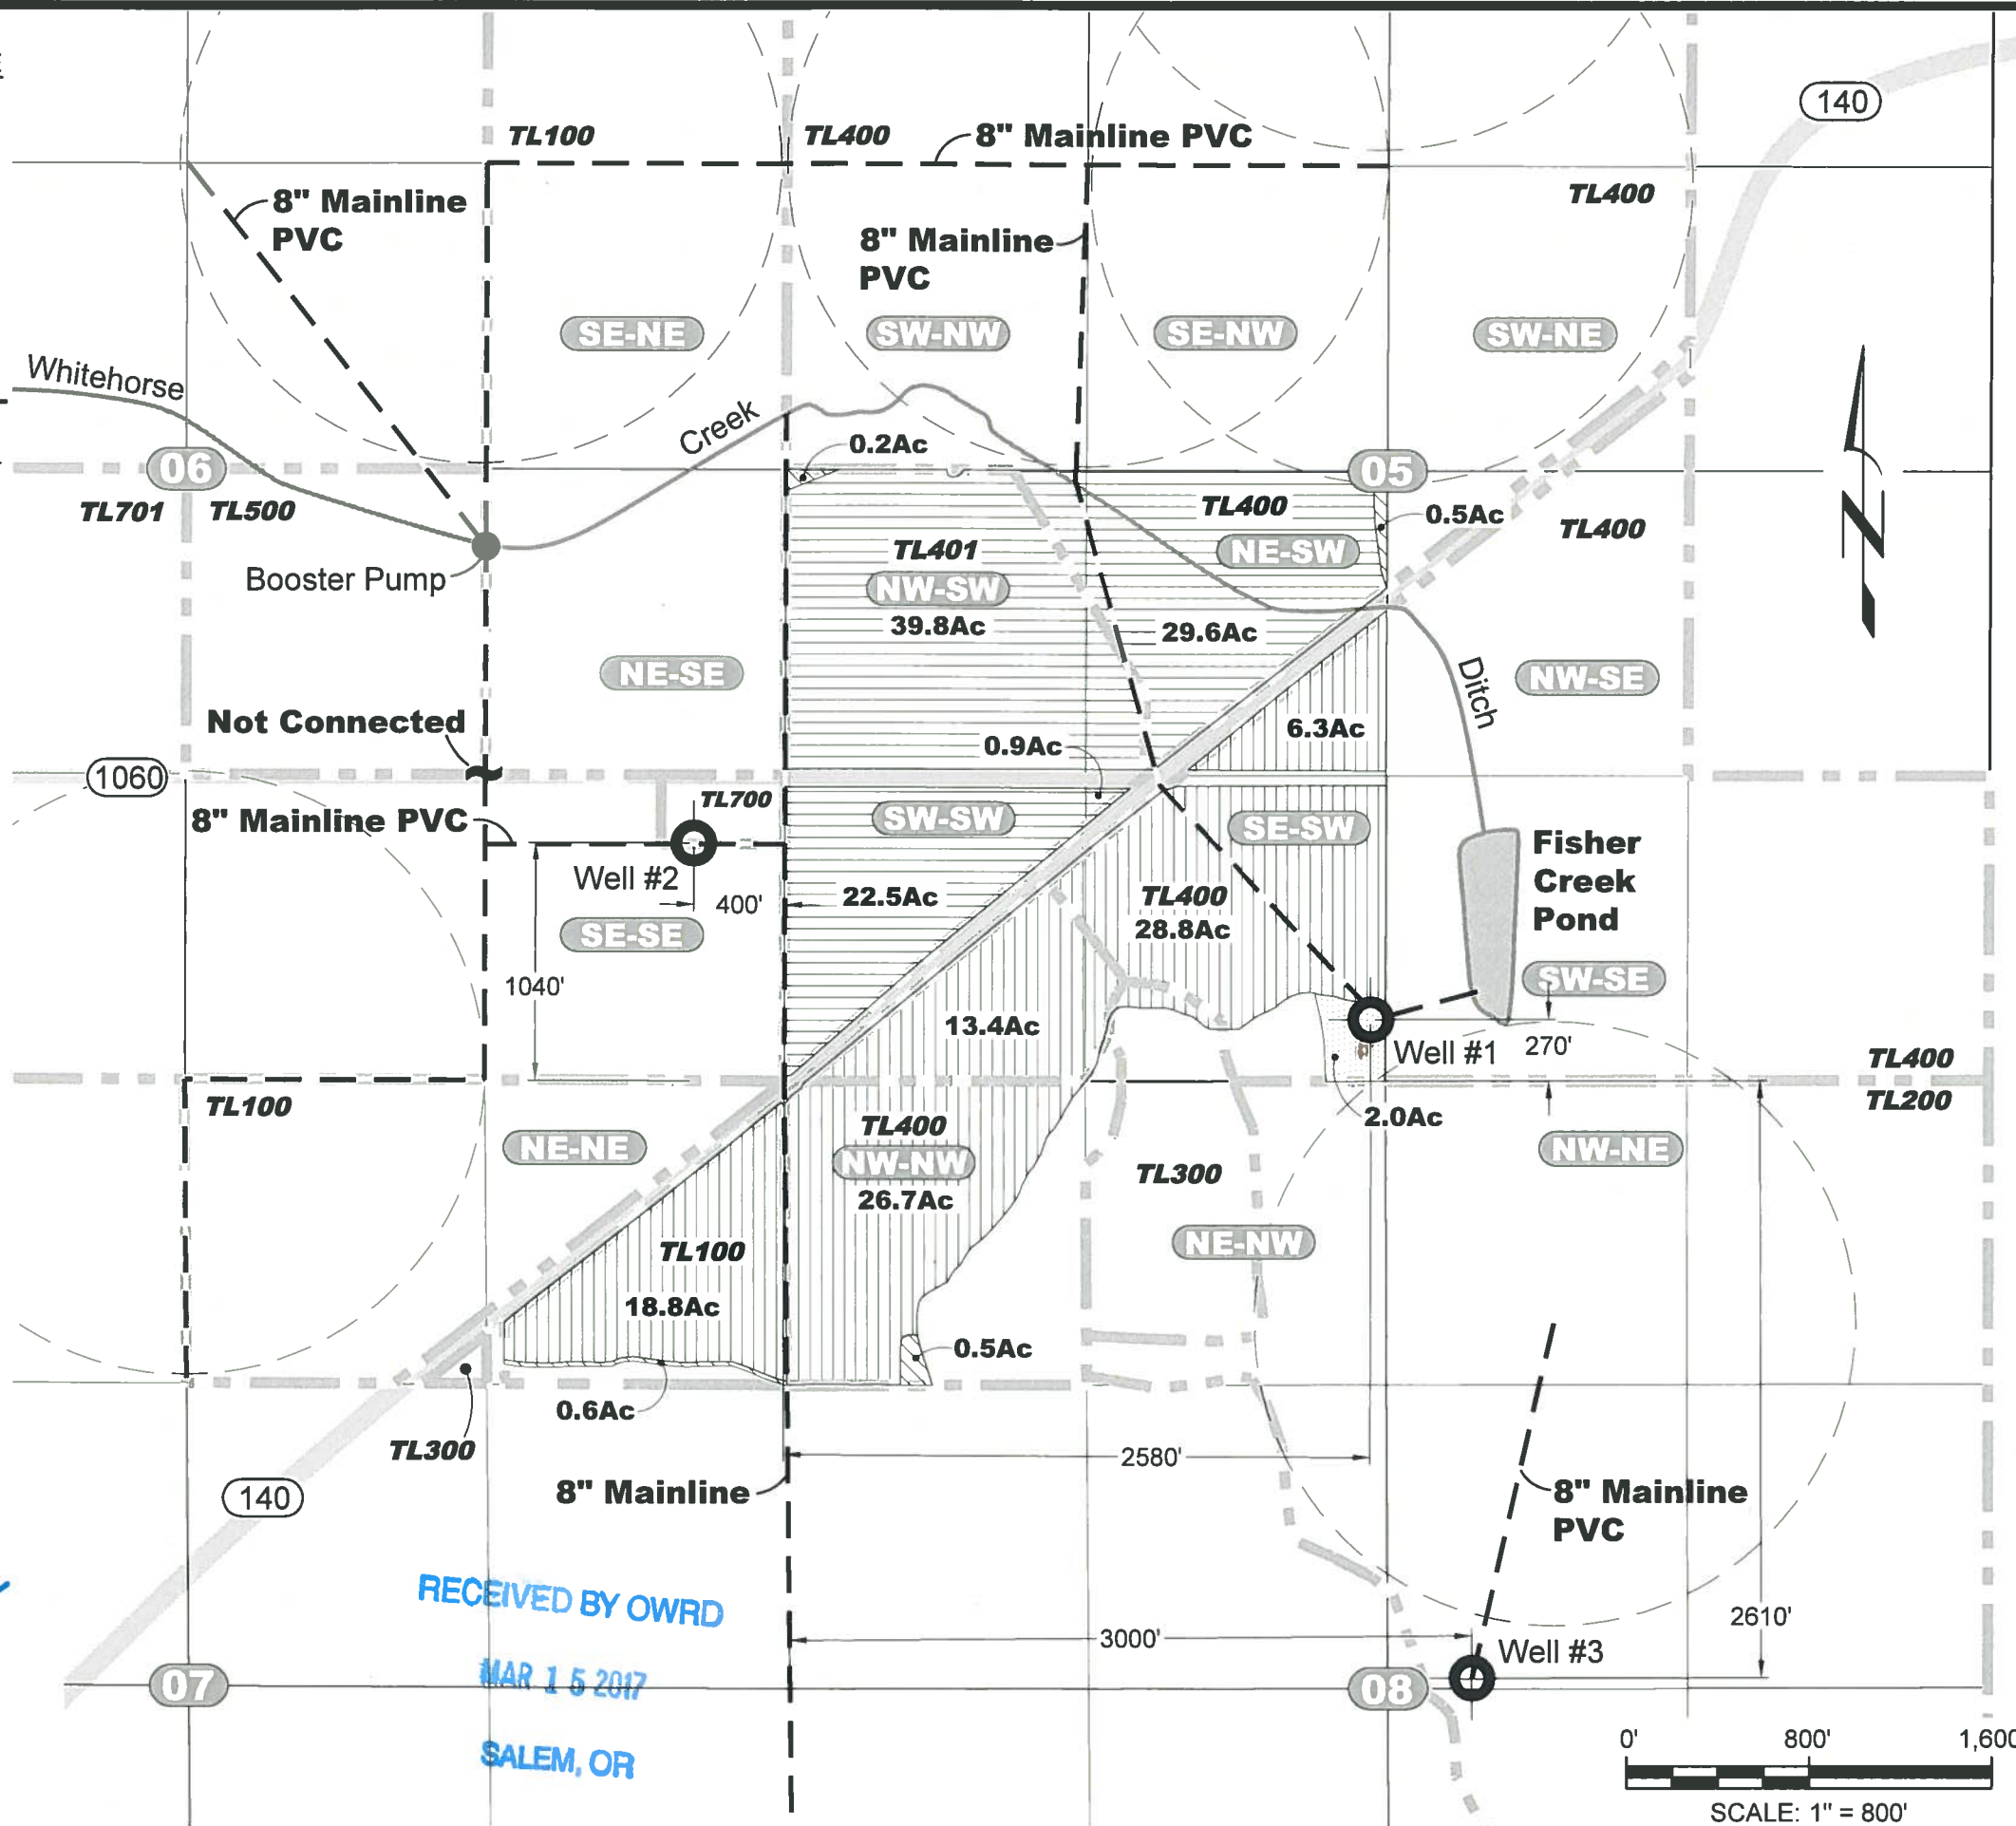 140
TL100
TL400
8" Mainline PVC
TL400
8" Mainline
PVC
8" Mainline
PVC
SE-NE
SW-NW
SE-NW
SW-NE
Whitehorse
Creek
0.2Ac
06
05
TL701
TL500
TL400
0.5Ac
TL400
TL401
NE-SW
NW-SW
Booster Pump
39.8Ac
29.6Ac
NE-SE
NW-SE
Ditch
Not Connected
6.3Ac
0.9Ac
1060
TL700
8" Mainline PVC
SW-SW
SE-SW
Fisher
Creek
Pond
Well #2
400'
22.5Ac
TL400
28.8Ac
SE-SE
SW-SE
1040'
13.4Ac
Well #1
270'
TL400
TL100
TL200
2.0Ac
TL400
NE-NE
NW-NW
NW-NE
26.7Ac
TL300
NE-NW
TL100
18.8Ac
0.5Ac
0.6Ac
TL300
2580'
8" Mainline
140
8" Mainline
PVC
RECEIVED BY OWRD
2610'
3000'
Well #3
MAR 15 2017
07
08
SALEM, OR
0'
800'
1,600
SCALE: 1" = 800'